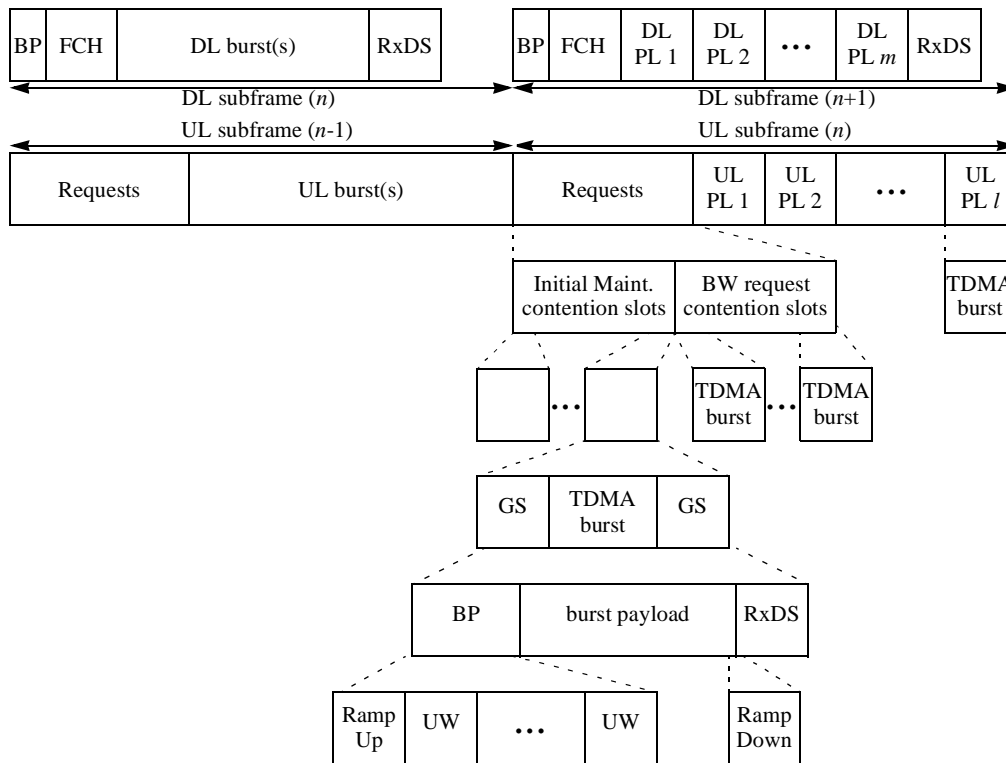 BP FCH DL burst(s) RxDS BP FCH DL PL 1 DL PL 2 ••• DL PL m RxDS
DL subframe (n) DL subframe (n+1)
UL subframe (n-1) UL subframe (n)
Requests UL burst(s) Requests UL PL 1 UL PL 2 ••• UL PL l
Initial Maint. contention slots BW request contention slots TDMA burst
••• TDMA burst ••• TDMA burst
GS TDMA burst GS
BP burst payload RxDS
Ramp Up UW ••• UW Ramp Down